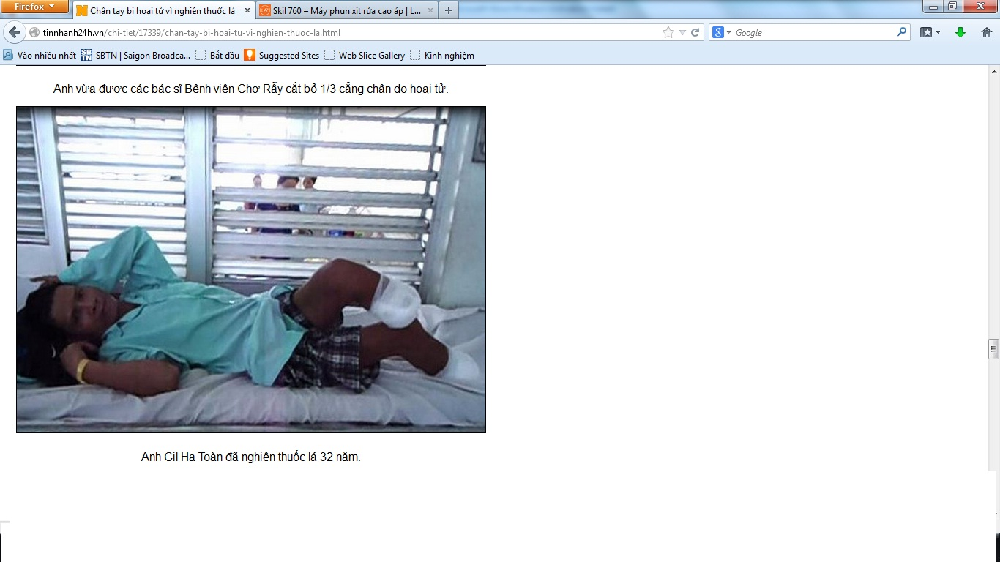 Firefox
Chân tay bị hoại tử vì nghiện thuốc lá
Skil 760 – Máy phun xịt rửa cao áp | L...
tinnhanh24h.vn/chi-tiet/17339/chan-tay-bi-hoai-tu-vi-nghien-thuoc-la.html
Google
Vào nhiều nhất
SBTN | Saigon Broadca...
Bắt đầu
Suggested Sites
Web Slice Gallery
Kinh nghiệm
Anh vừa được các bác sĩ Bệnh viện Chợ Rẫy cắt bỏ 1/3 cẳng chân do hoại tử.
Anh Cil Ha Toàn đã nghiện thuốc lá 32 năm.